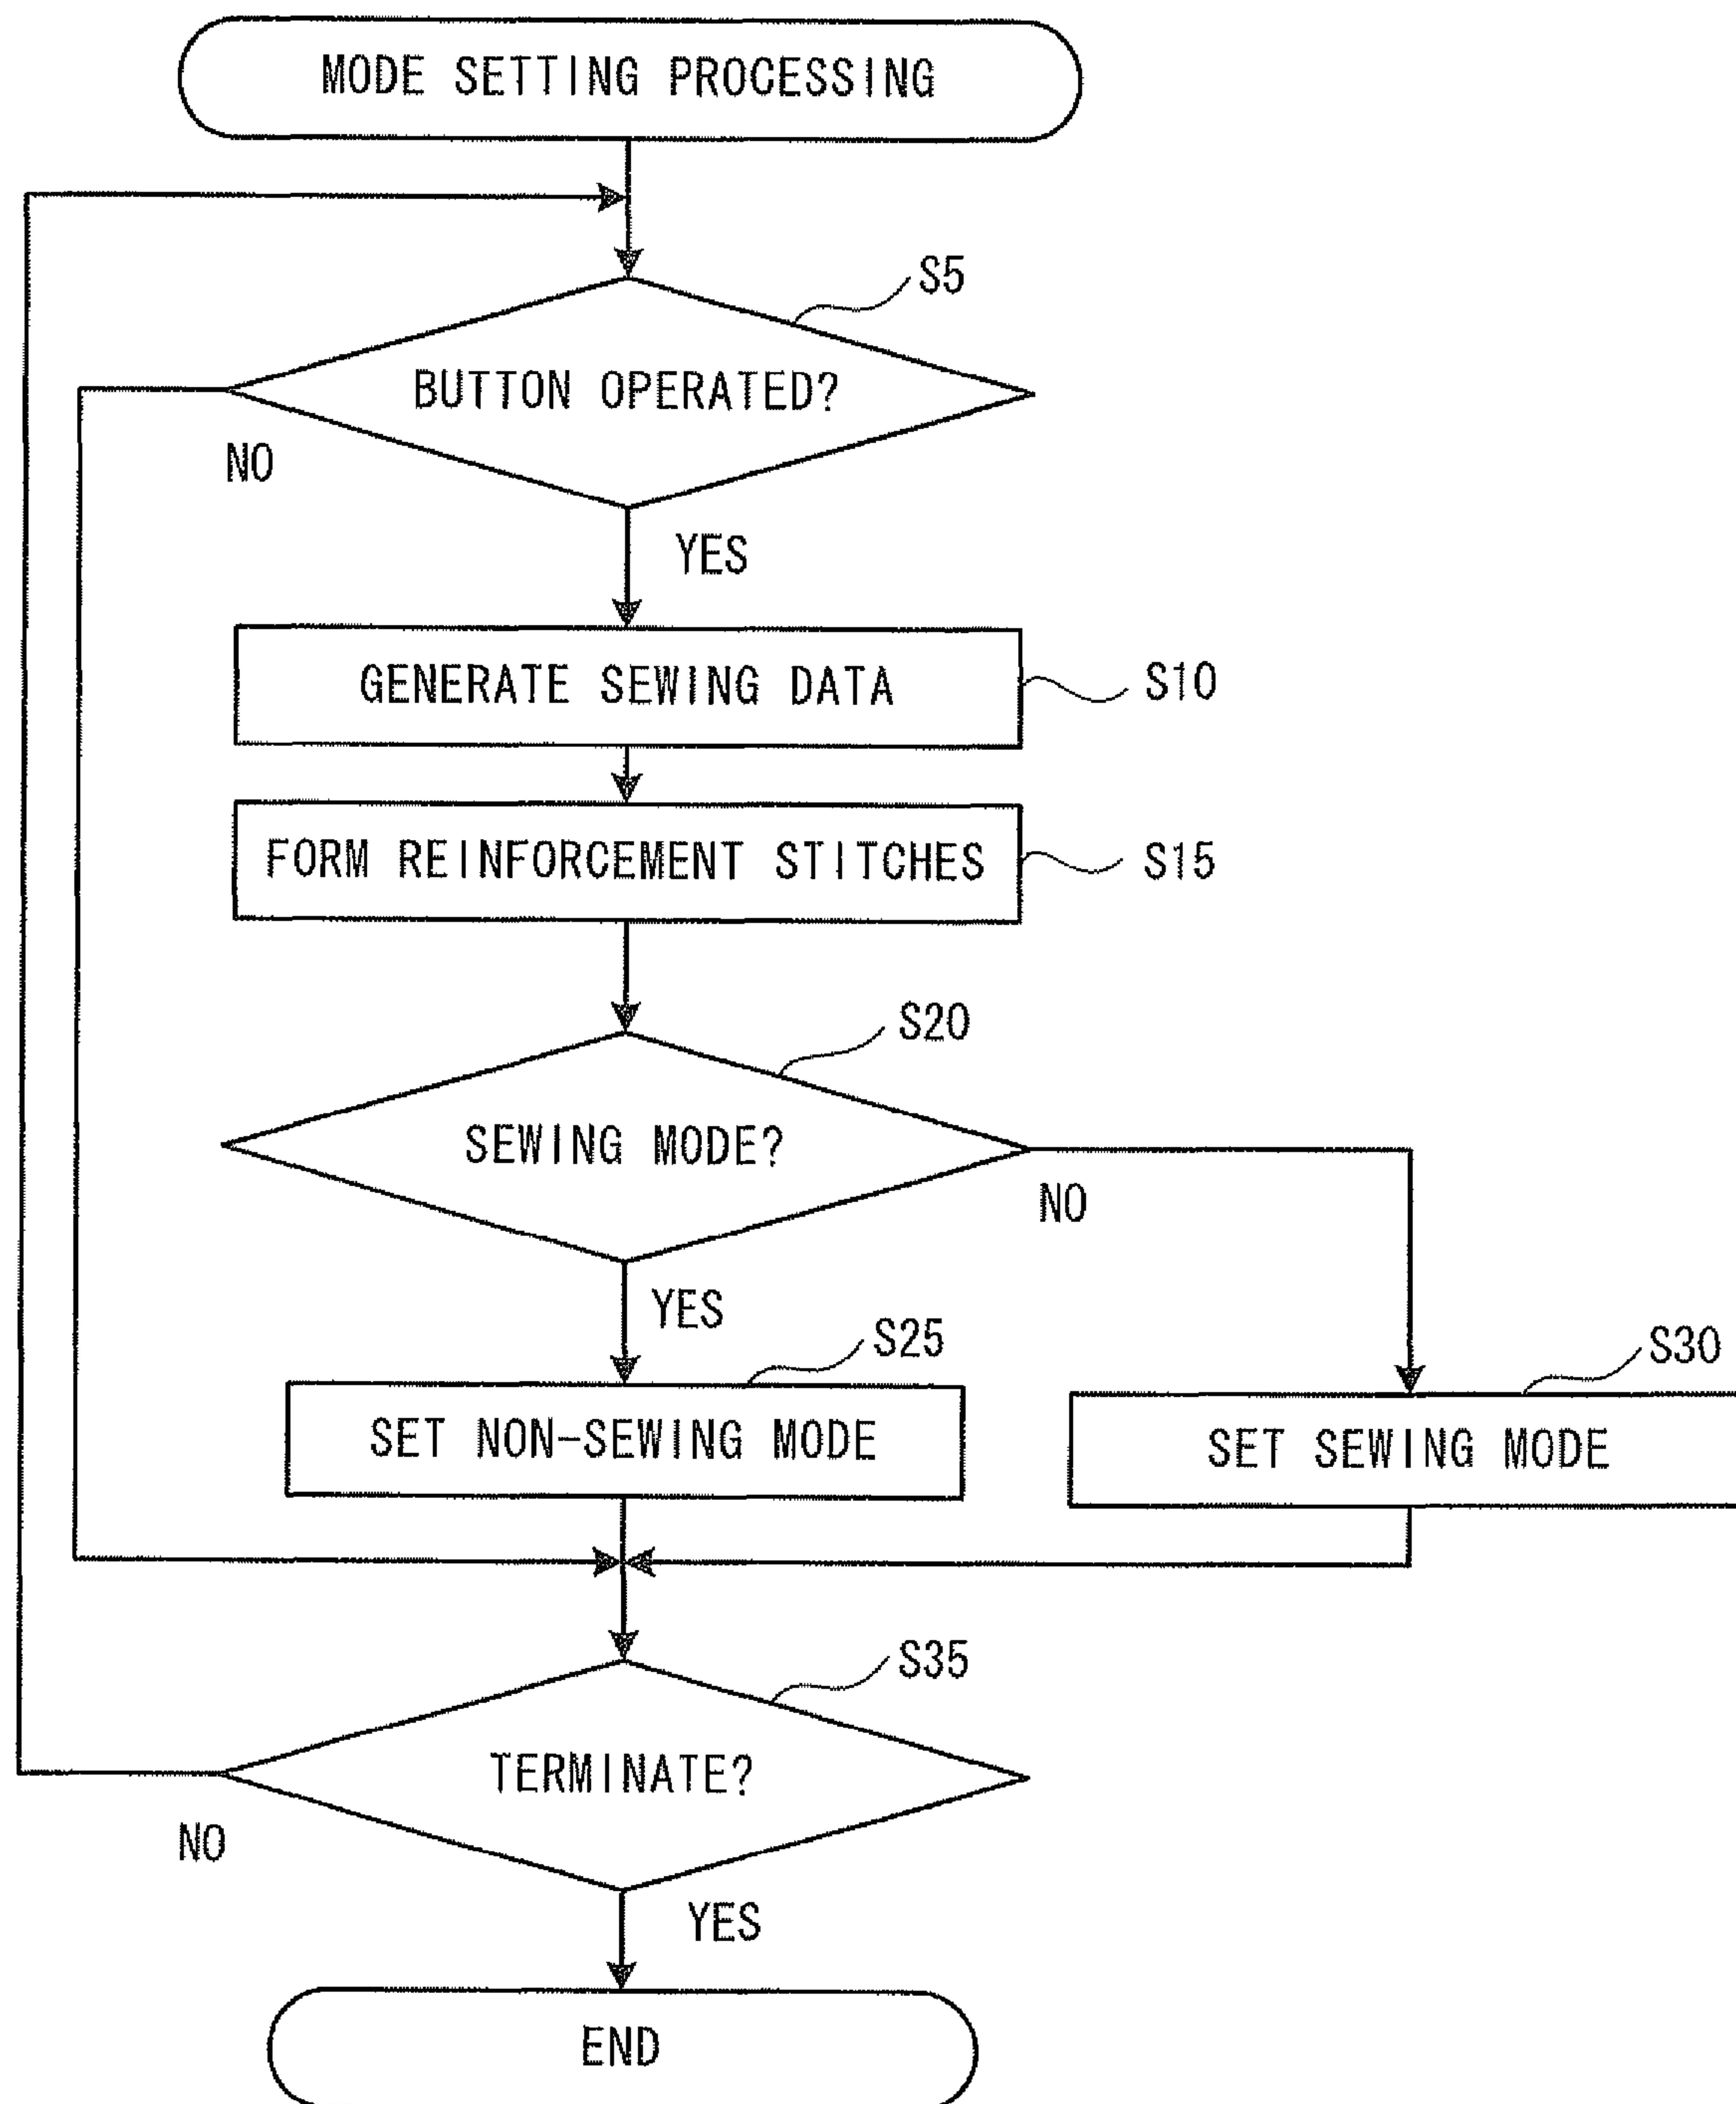 MODE SETTING PROCESSING
S5
BUTTON OPERATED?
NO
YES
GENERATE SEWING DATA
S10
FORM REINFORCEMENT STITCHES
S15
S20
SEWING MODE?
NO
YES
S25
S30
SET NON-SEWING MODE
SET SEWING MODE
S35
TERMINATE?
NO
YES
END